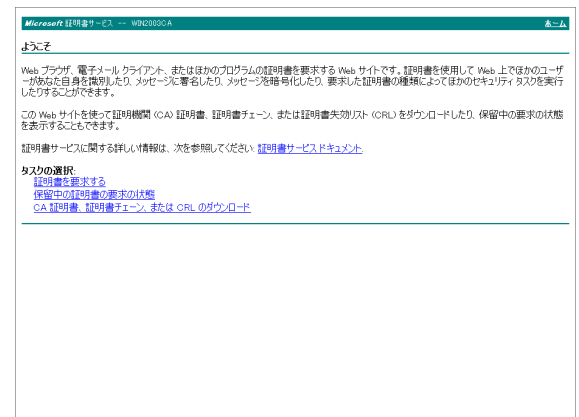 Microsoft 証明書サービス -- WIN2003CA ホーム
ようこそ
Web ブラウザ、電子メール クライアント、またはほかのプログラムの証明書を要求する Web サイトです。証明書を使用して Web 上でほかのユーザ
ーがあなた自身を識別したり、メッセージに署名したり、メッセージを暗号化したり、要求した証明書の種類によってほかのセキュリティ タスクを実行
したりすることができます。
この Web サイトを使って証明機関 (CA) 証明書、証明書チェーン、または証明書失効リスト (CRL) をダウンロードしたり、保留中の要求の状態
を表示することもできます。
証明書サービスに関する詳しい情報は、次を参照してください: 証明書サービス ドキュメント.
タスクの選択:
証明書を要求する
保留中の証明書の要求の状態
CA 証明書、証明書チェーン、または CRL のダウンロード